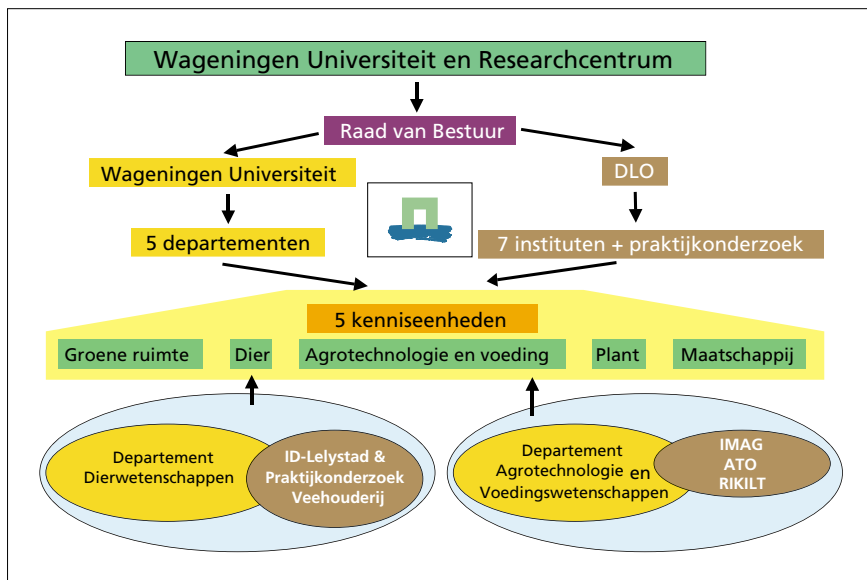 Wageningen Universiteit en Researchcentrum
Raad van Bestuur
Wageningen Universiteit
DLO
5 departementen
7 instituten + praktijkonderzoek
5 kenniseenheden
Groene ruimte
Dier
Agrotechnologie en voeding
Plant
Maatschappij
Departement
Dierwetenschappen
ID-Lelystad &
Praktijkonderzoek
Veehouderij
Departement
Agrotechnologie en
Voedingswetenschappen
IMAG
ATO
RIKILT